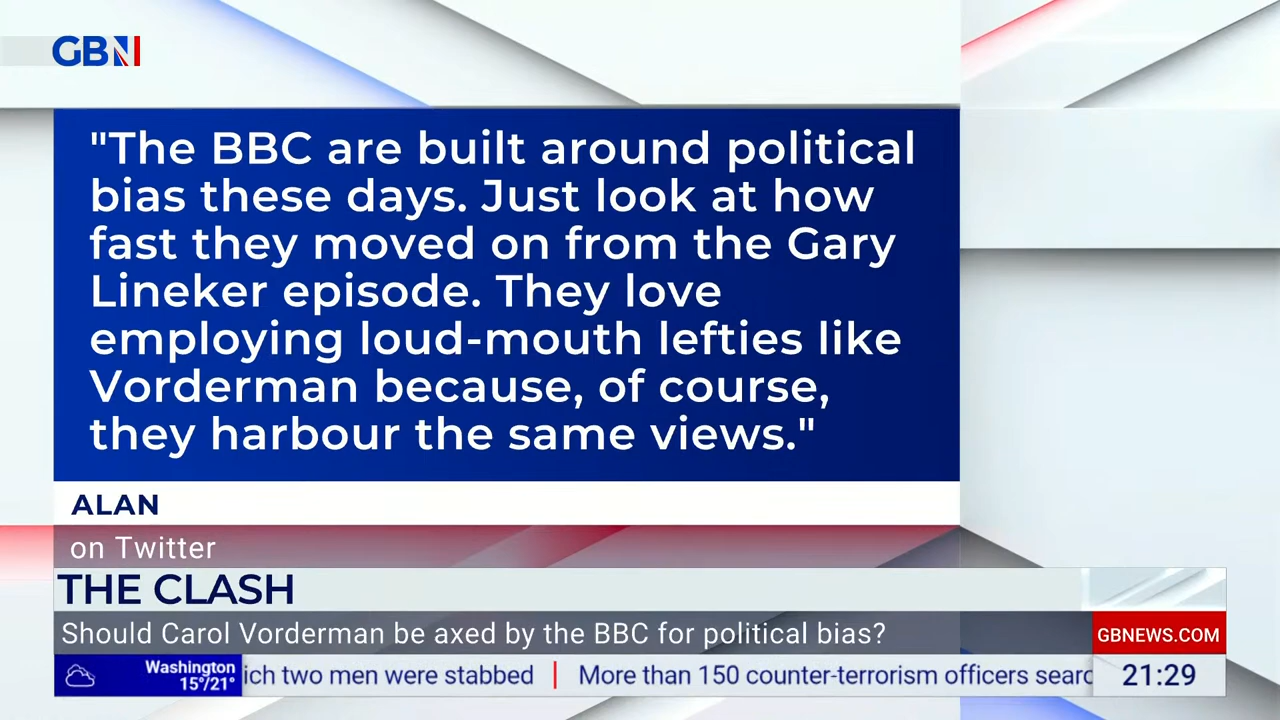 GBN
"The BBC are built around political
bias these days. Just look at how
fast they moved on from the Gary
Lineker episode. They love
employing loud-mouth lefties like
Vorderman because, of course,
they harbour the same views."
ALAN
on Twitter
THE CLASH
Should Carol Vorderman be axed by the BBC for political bias?
GBNEWS.COM
Washington
15°/21°
ich two men were stabbed | More than 150 counter-terrorism officers searc
21:29